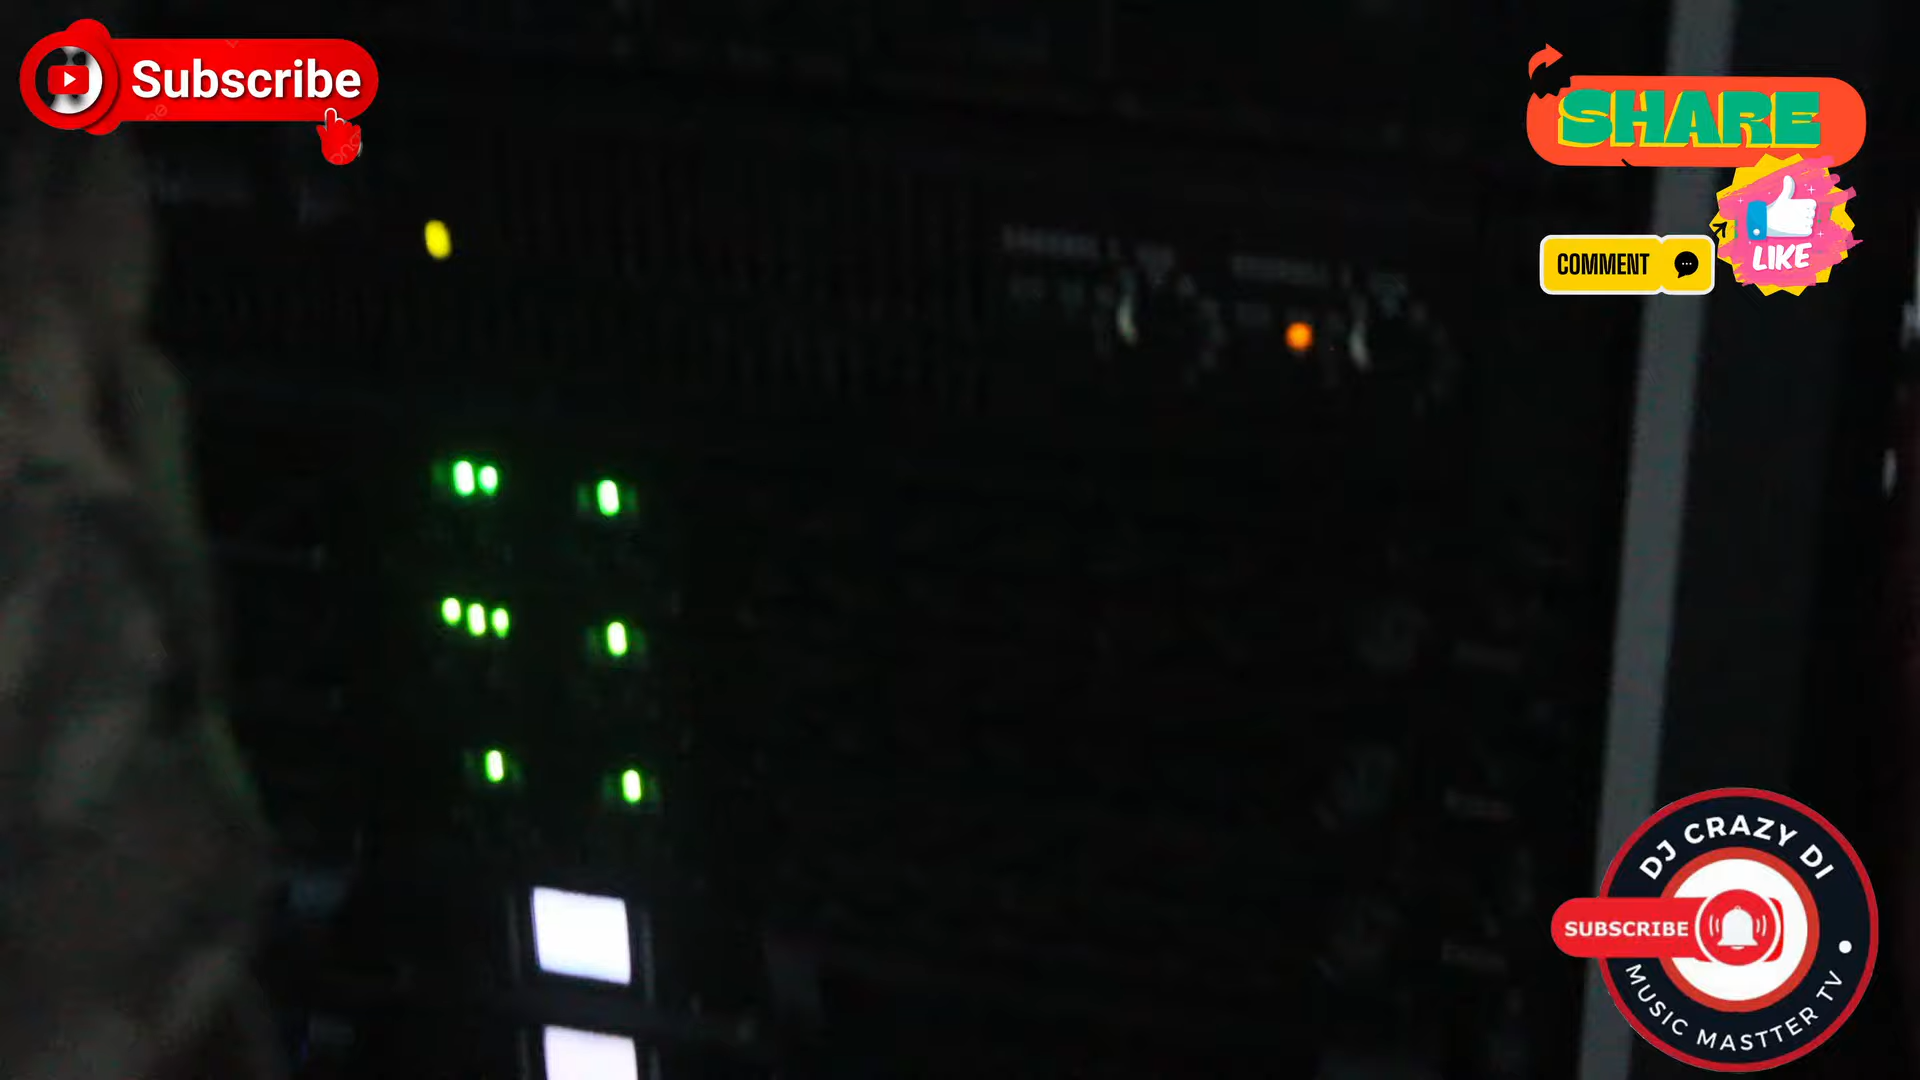 Subscribe
SHARE
LIKE
COMMENT
DJ CRAZY DI
SUBSCRIBE
MUSIC MASTTER TV